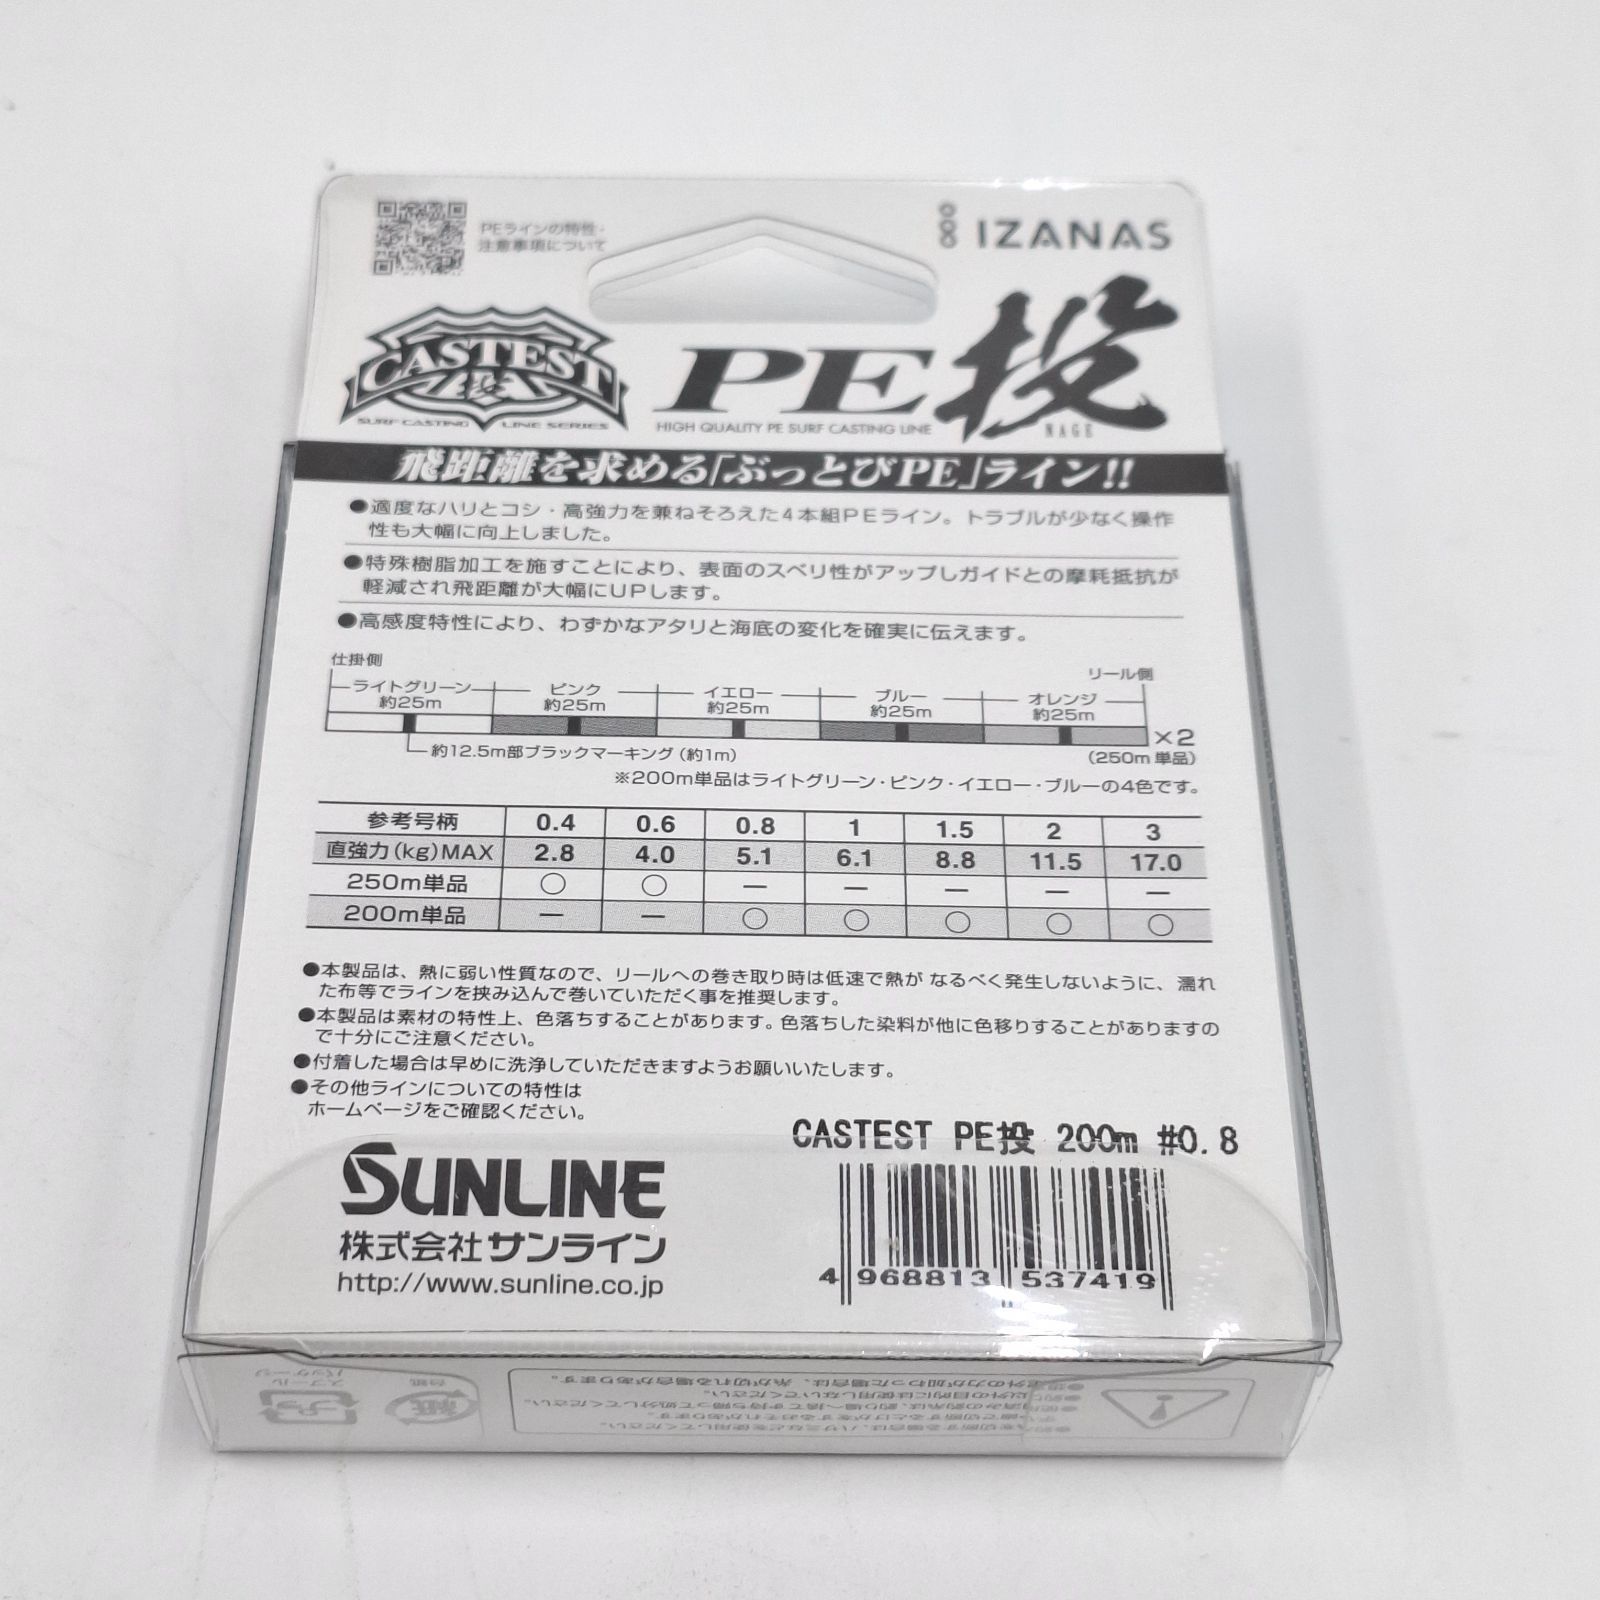 PEラインの特性・
注意事項について
IZANAS
CASTEST
投
SURF CASTING LINE SERIES
PE投
HIGH QUALITY PE SURF CASTING LINE
NAGE
飛距離を求める「ぶっとびPE」ライン!!
●適度なハリとコシ・高強力を兼ねそろえた4本組PEライン。トラブルが少なく操作
性も大幅に向上しました。
●特殊樹脂加工を施すことにより、表面のスベリ性がアップしガイドとの摩耗抵抗が
軽減され飛距離が大幅にUPします。
●高感度特性により、わずかなアタリと海底の変化を確実に伝えます。
仕掛側 リール側
ライトグリーン ピンク イエロー ブルー オレンジ
約25m 約25m 約25m 約25m 約25m
×2
約12.5m部ブラックマーキング(約1m) (250m単品)
※200m単品はライトグリーン・ピンク・イエロー・ブルーの4色です。
参考号柄 0.4 0.6 0.8 1 1.5 2 3
直強力(kg)MAX 2.8 4.0 5.1 6.1 8.8 11.5 17.0
250m単品 ○ ○ ー ー ー ー ー
200m単品 ー ー ○ ○ ○ ○ ○
●本製品は、熱に弱い性質なので、リールへの巻き取り時は低速で熱が なるべく発生しないように、濡れ
た布等でラインを挟み込んで巻いていただく事を推奨します。
●本製品は素材の特性上、色落ちすることがあります。色落ちした染料が他に色移りすることがありますの
で十分にご注意ください。
●付着した場合は早めに洗浄していただきますようお願いいたします。
●その他ラインについての特性は
ホームページをご確認ください。
CASTEST PE投 200m #0.8
SUNLINE
株式会社サンライン
http://www.sunline.co.jp
4 968813 537419
スプール
パッケージ
プラ
台紙
紙